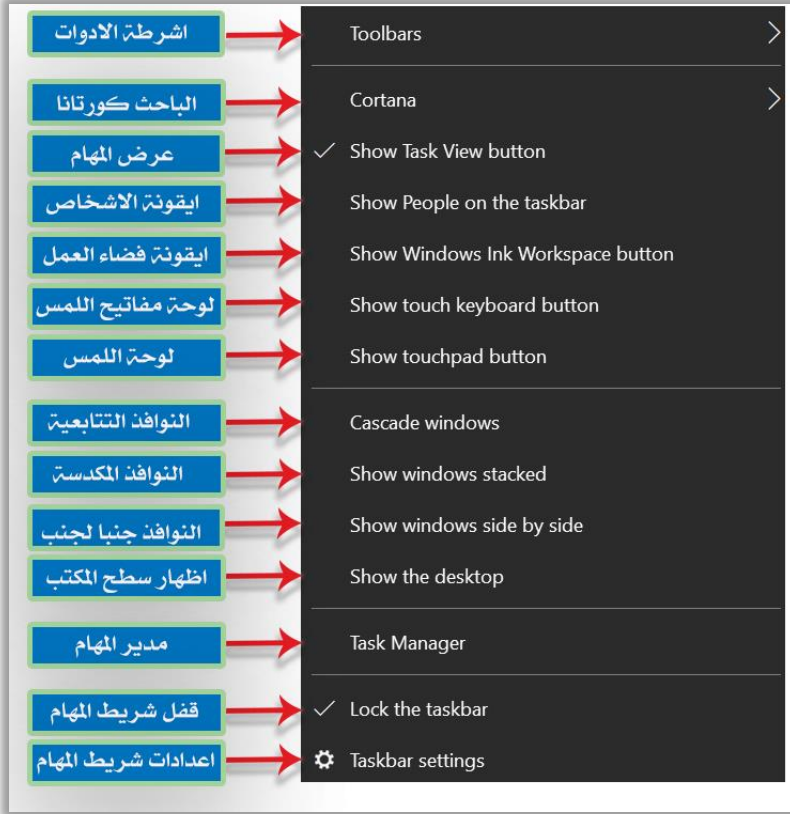 اشرطة الادوات
Toolbars
الباحث كورتانا
Cortana
عرض المهام
Show Task View button
ايقونة الاشخاص
Show People on the taskbar
ايقونة فضاء العمل
Show Windows Ink Workspace button
لوحة مفاتيح اللمس
Show touch keyboard button
لوحة اللمس
Show touchpad button
النوافذ التتابعية
Cascade windows
النوافذ المكدسة
Show windows stacked
النوافذ جنبا لجنب
Show windows side by side
اظهار سطح المكتب
Show the desktop
مدير المهام
Task Manager
قفل شريط المهام
Lock the taskbar
اعدادات شريط المهام
Taskbar settings